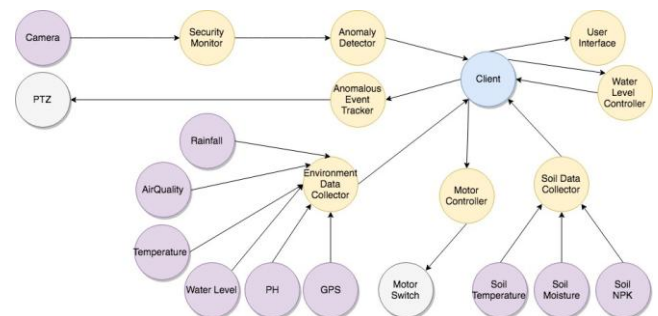 Camera
Security
Monitor
Anomaly
Detector
User
Interface
Client
Water
Level
Controller
PTZ
Anomalous
Event
Tracker
Rainfall
AirQuality
Environment
Data
Collector
Motor
Controller
Soil Data
Collector
Temperature
Water Level
PH
GPS
Motor
Switch
Soil
Temperature
Soil
Moisture
Soil
NPK